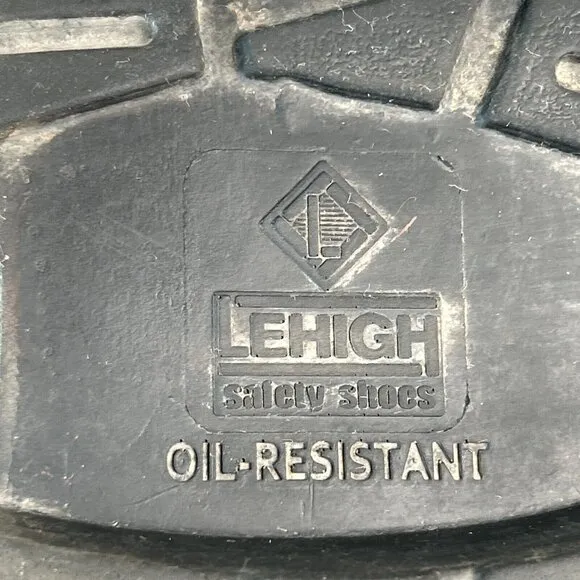 L
LEHIGH
safety shoes
OIL-RESISTANT